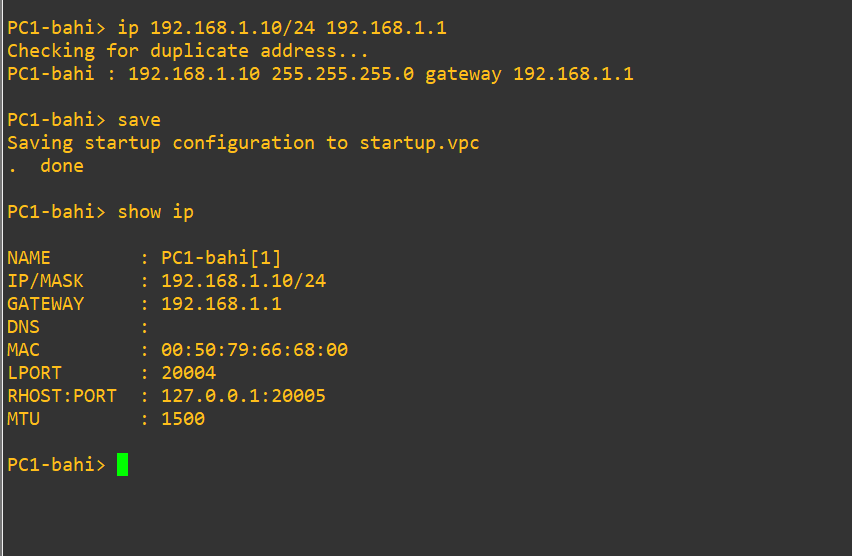 PC1-bahi> ip 192.168.1.10/24 192.168.1.1
Checking for duplicate address...
PC1-bahi : 192.168.1.10 255.255.255.0 gateway 192.168.1.1
PC1-bahi> save
Saving startup configuration to startup.vpc
.  done
PC1-bahi> show ip
NAME        : PC1-bahi[1]
IP/MASK     : 192.168.1.10/24
GATEWAY     : 192.168.1.1
DNS         :
MAC         : 00:50:79:66:68:00
LPORT       : 20004
RHOST:PORT  : 127.0.0.1:20005
MTU         : 1500
PC1-bahi>